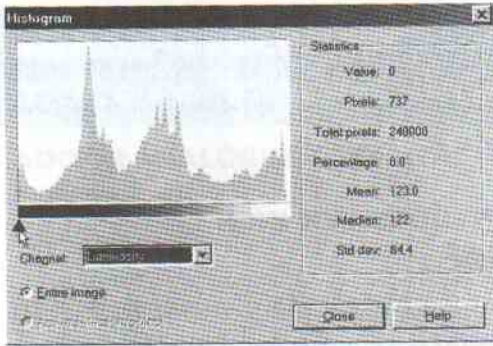 Histogram
Statistics
Value: 0
Pixels: 737
Total pixels: 240000
Percentage: 0.0
Mean: 123.0
Median: 122
Std dev: 64.4
Channel: Luminosity
Entire image
Close
Help